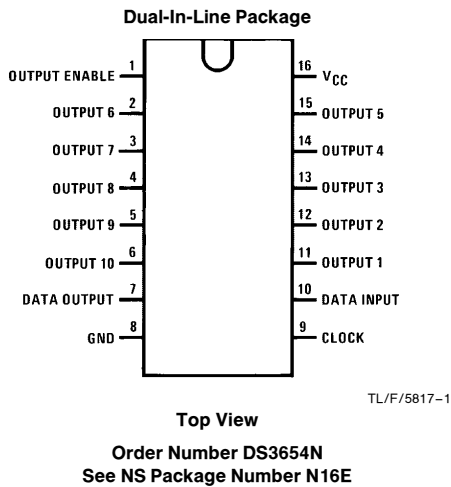 Dual-In-Line Package
OUTPUT ENABLE 1 16 VCC
OUTPUT 6 2 15 OUTPUT 5
OUTPUT 7 3 14 OUTPUT 4
OUTPUT 8 4 13 OUTPUT 3
OUTPUT 9 5 12 OUTPUT 2
OUTPUT 10 6 11 OUTPUT 1
DATA OUTPUT 7 10 DATA INPUT
GND 8 9 CLOCK
TL/F/5817–1
Top View
Order Number DS3654N
See NS Package Number N16E